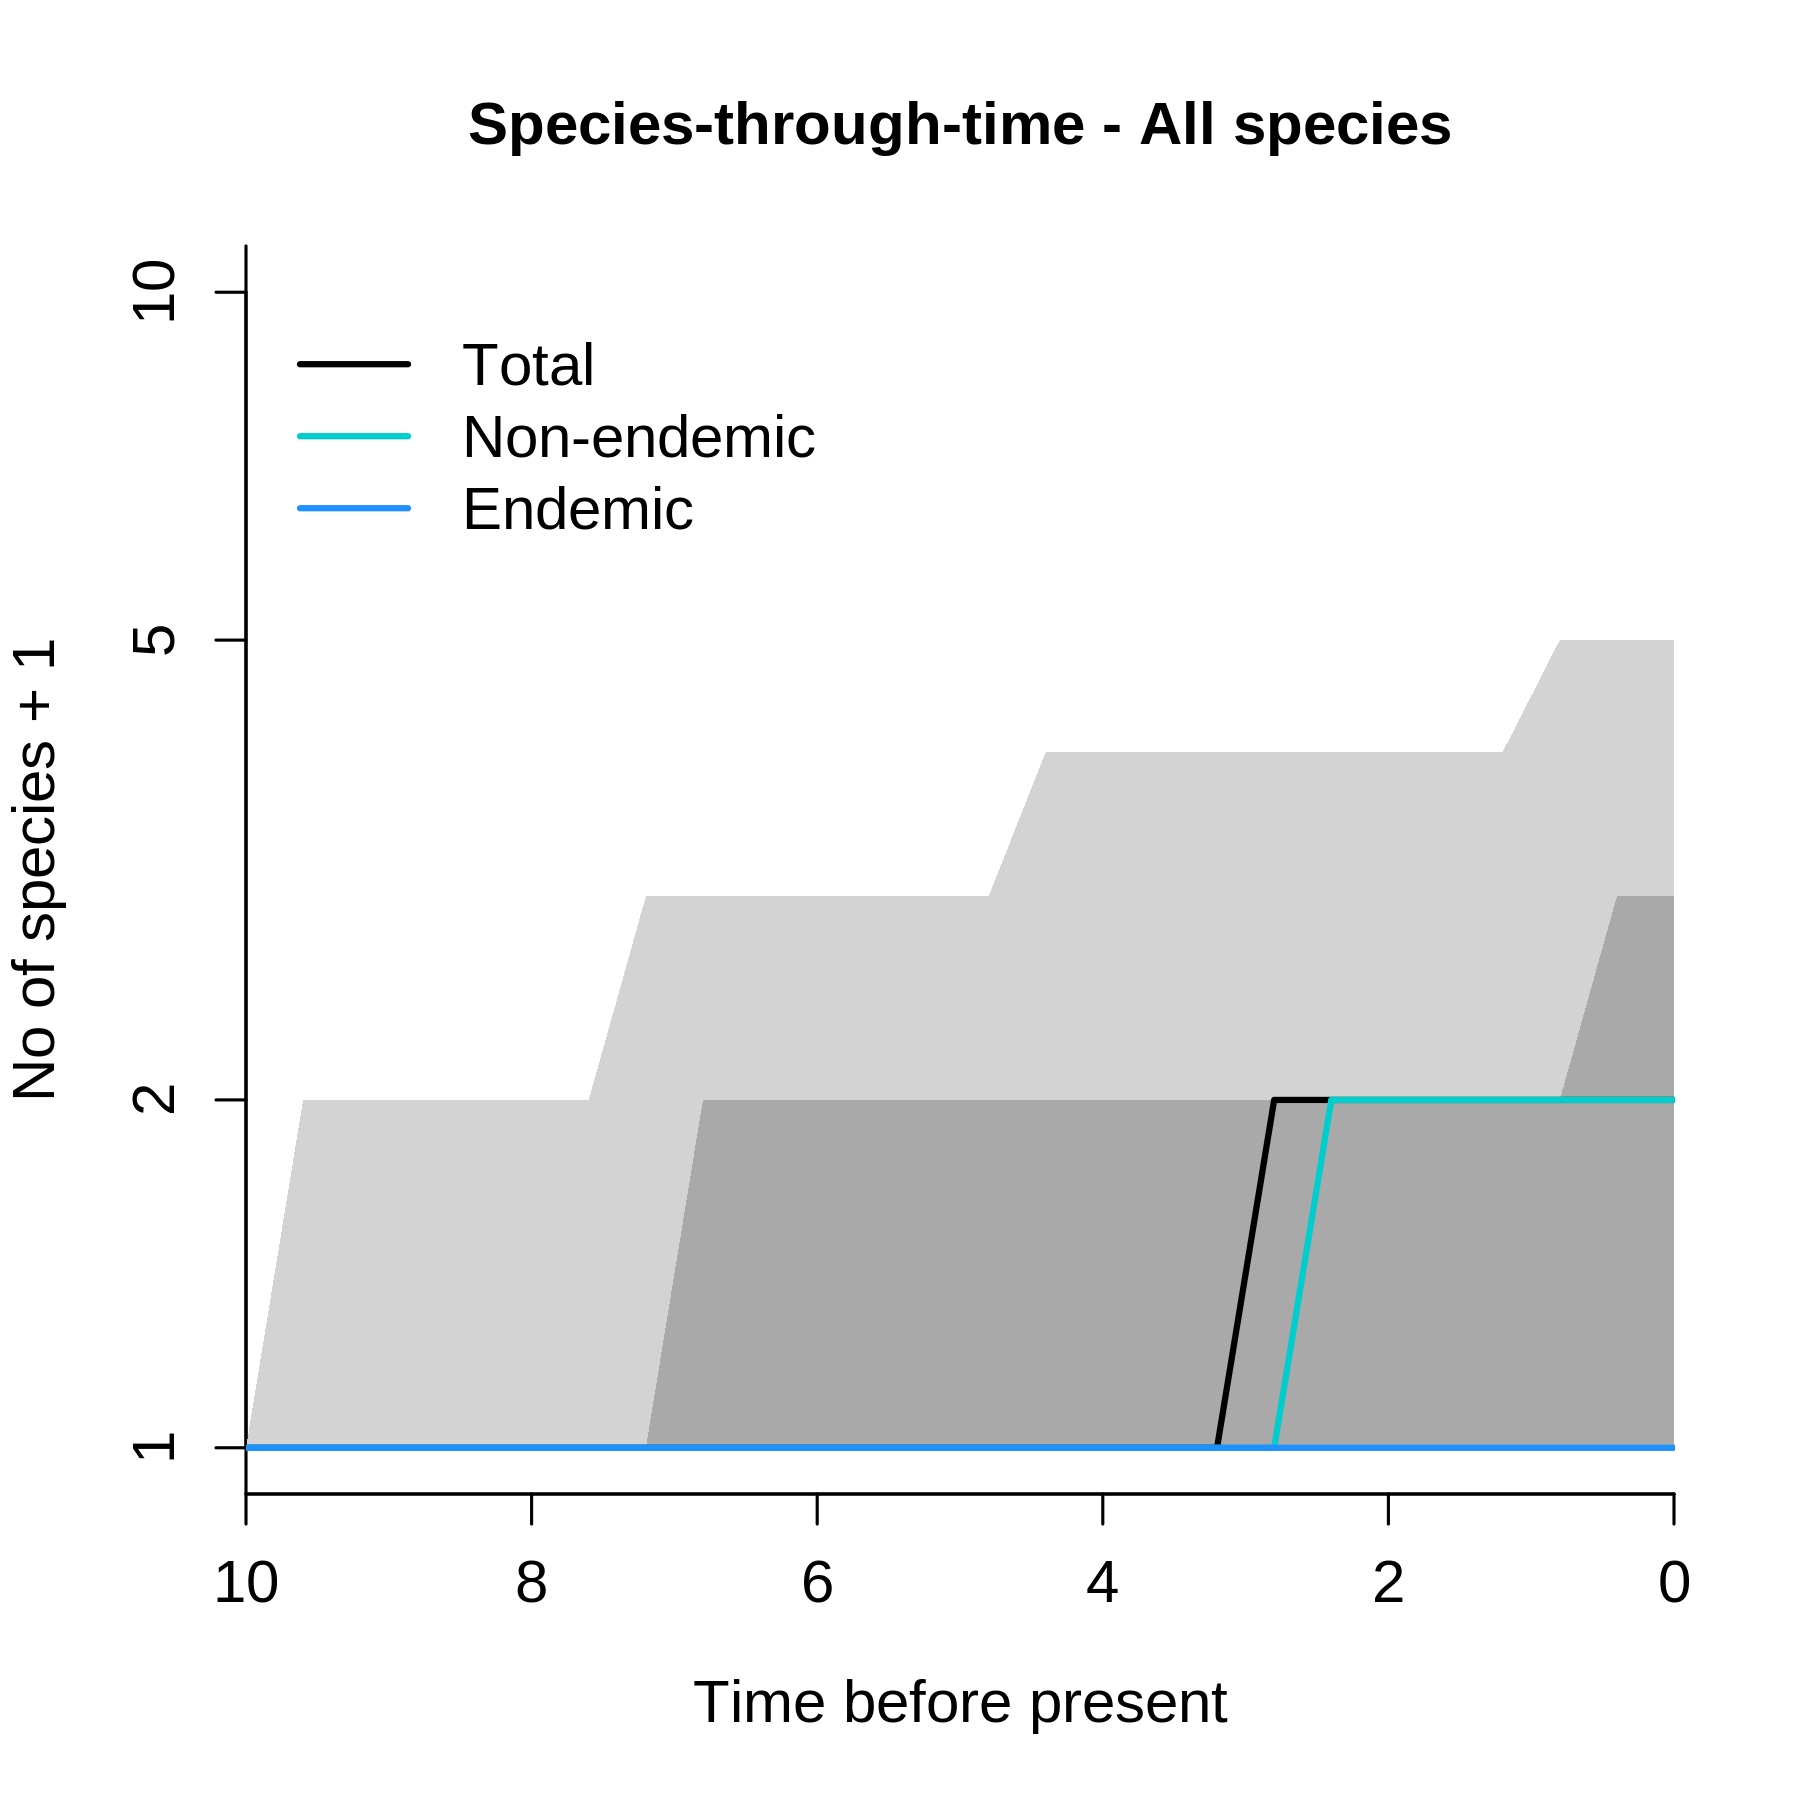 Species-through-time - All species
No of species + 1
10
5
2
1
Total
Non-endemic
Endemic
10 8 6 4 2 0
Time before present